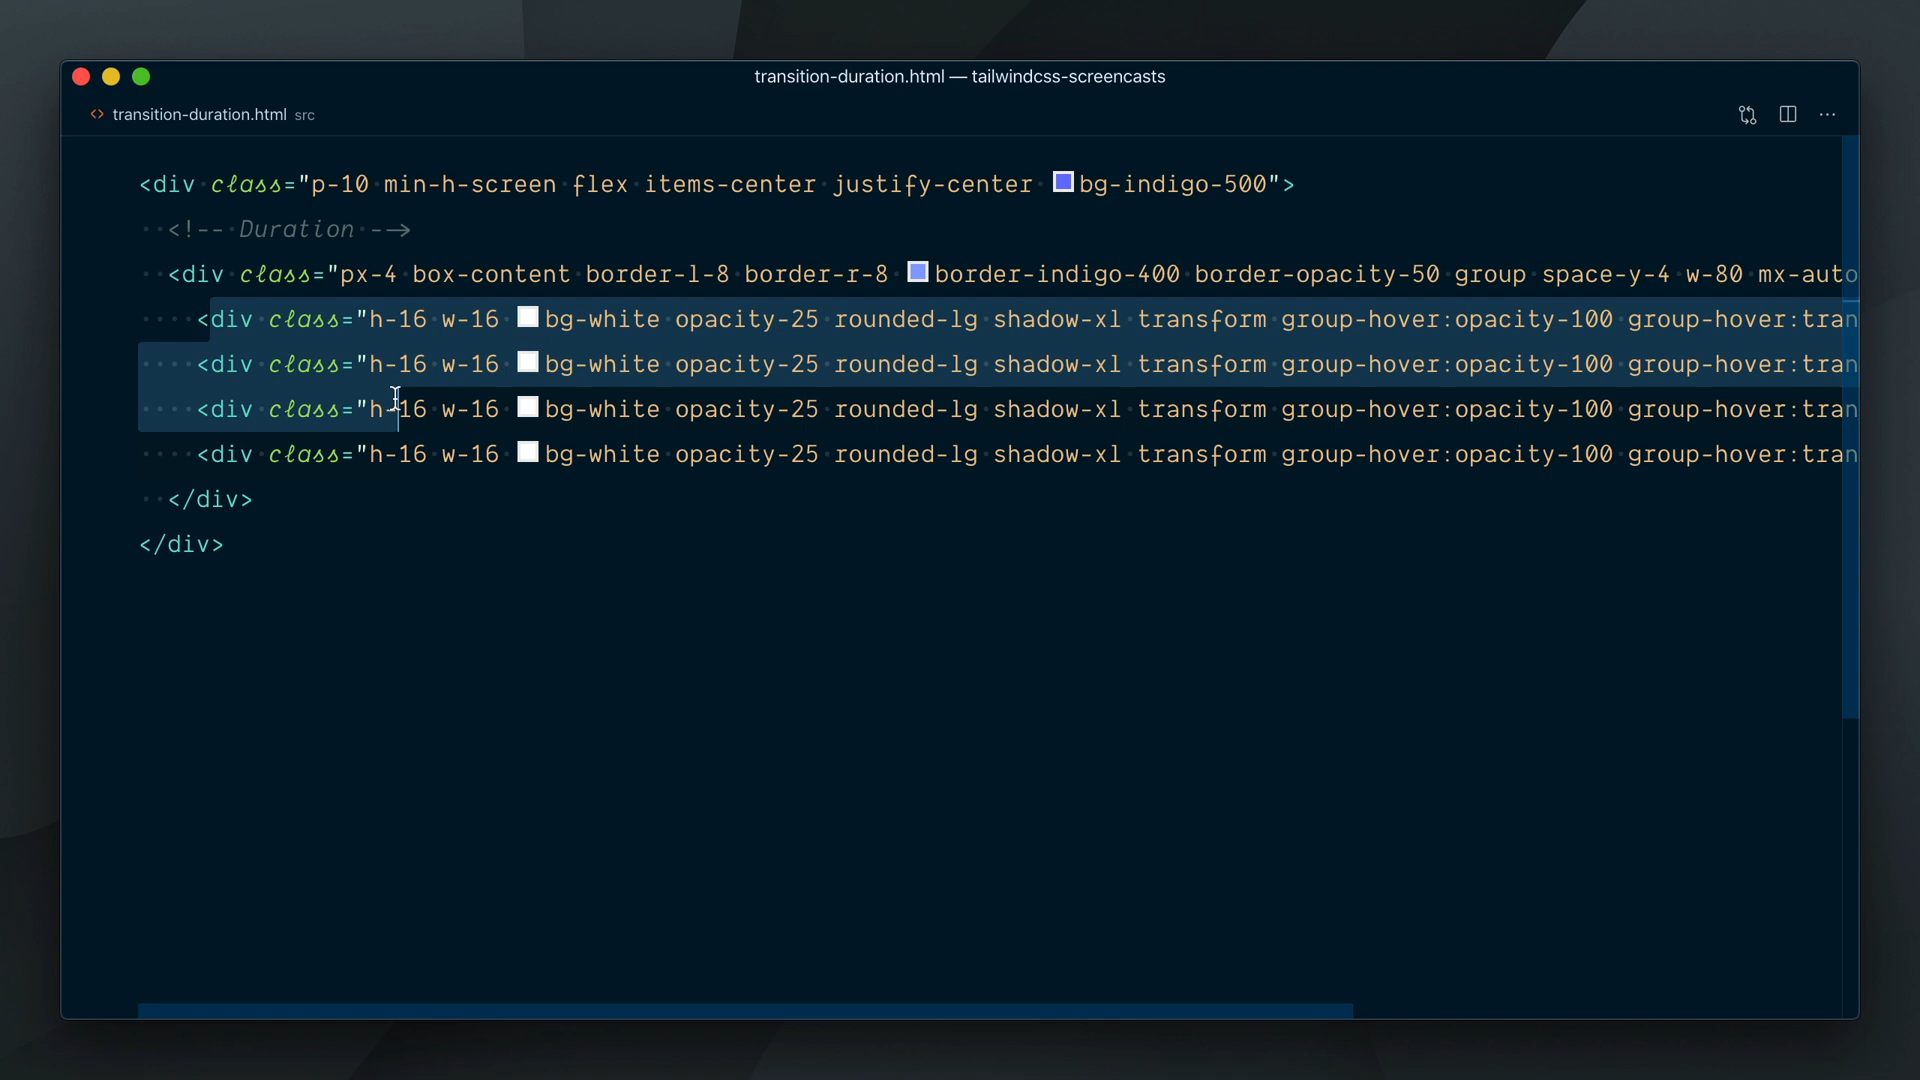 transition-duration.html — tailwindcss-screencasts
<> transition-duration.html src
<div class="p-10 min-h-screen flex items-center justify-center bg-indigo-500">
<!-- Duration -->
<div class="px-4 box-content border-l-8 border-r-8 border-indigo-400 border-opacity-50 group space-y-4 w-80 mx-auto
<div class="h-16 w-16 bg-white opacity-25 rounded-lg shadow-xl transform group-hover:opacity-100 group-hover:tran
<div class="h-16 w-16 bg-white opacity-25 rounded-lg shadow-xl transform group-hover:opacity-100 group-hover:tran
<div class="h-16 w-16 bg-white opacity-25 rounded-lg shadow-xl transform group-hover:opacity-100 group-hover:tran
<div class="h-16 w-16 bg-white opacity-25 rounded-lg shadow-xl transform group-hover:opacity-100 group-hover:tran
</div>
</div>